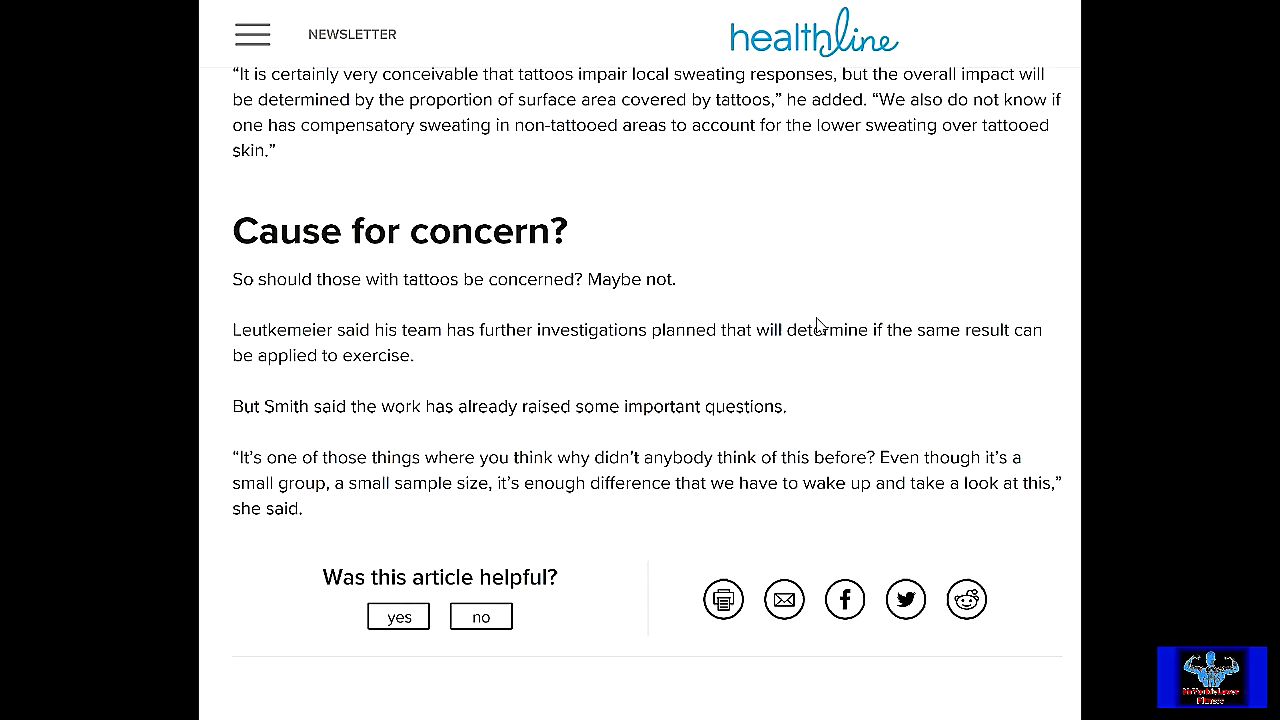 NEWSLETTER
healthline
“It is certainly very conceivable that tattoos impair local sweating responses, but the overall impact will
be determined by the proportion of surface area covered by tattoos,” he added. “We also do not know if
one has compensatory sweating in non-tattooed areas to account for the lower sweating over tattooed
skin.”
Cause for concern?
So should those with tattoos be concerned? Maybe not.
Leutkemeier said his team has further investigations planned that will determine if the same result can
be applied to exercise.
But Smith said the work has already raised some important questions.
“It’s one of those things where you think why didn’t anybody think of this before? Even though it’s a
small group, a small sample size, it’s enough difference that we have to wake up and take a look at this,”
she said.
Was this article helpful?
yes
no
Fitness